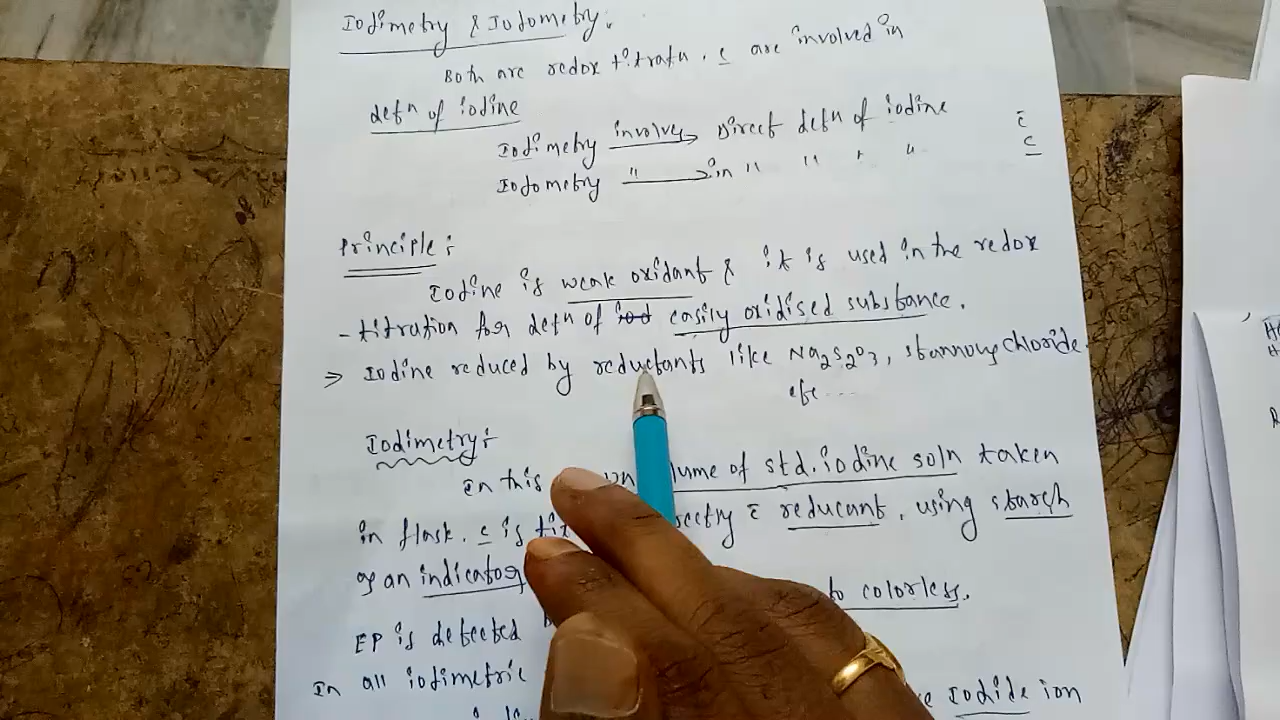 Iodimetry & Iodometry.
Both are redox titratn. c are involved in
detn of iodine
Iodimetry involves Direct detn of iodine
c̄
Iodometry " in " " " "
c
Principle:
Iodine is weak oxidant & it is used in the redox
-titration for detn of iod easily oxidised substance.
=> Iodine reduced by reductants like Na2S2O3, stannous chloride
etc...
Iodimetry:
In this lume of std. iodine soln taken
in flask. c is rectly c̄ reducant, using starch
as an indicator
to colorless.
EP is detected
In all iodimetric
Iodide ion